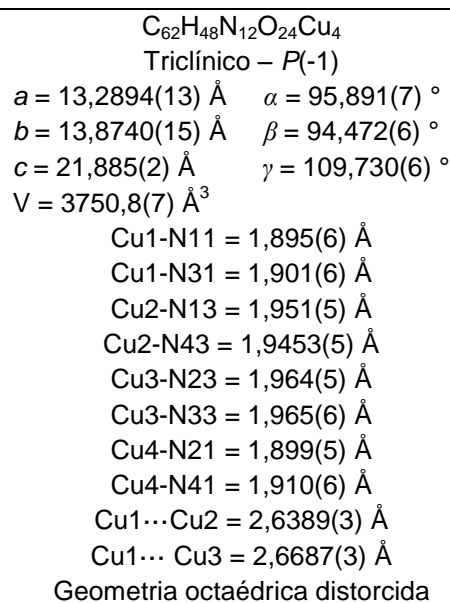 C₆₂H₄₈N₁₂O₂₄Cu₄
Triclínico – P(-1)
a = 13,2894(13) Å α = 95,891(7) °
b = 13,8740(15) Å β = 94,472(6) °
c = 21,885(2) Å γ = 109,730(6) °
V = 3750,8(7) Å³
Cu1-N11 = 1,895(6) Å
Cu1-N31 = 1,901(6) Å
Cu2-N13 = 1,951(5) Å
Cu2-N43 = 1,9453(5) Å
Cu3-N23 = 1,964(5) Å
Cu3-N33 = 1,965(6) Å
Cu4-N21 = 1,899(5) Å
Cu4-N41 = 1,910(6) Å
Cu1⋯Cu2 = 2,6389(3) Å
Cu1⋯ Cu3 = 2,6687(3) Å
Geometria octaédrica distorcida